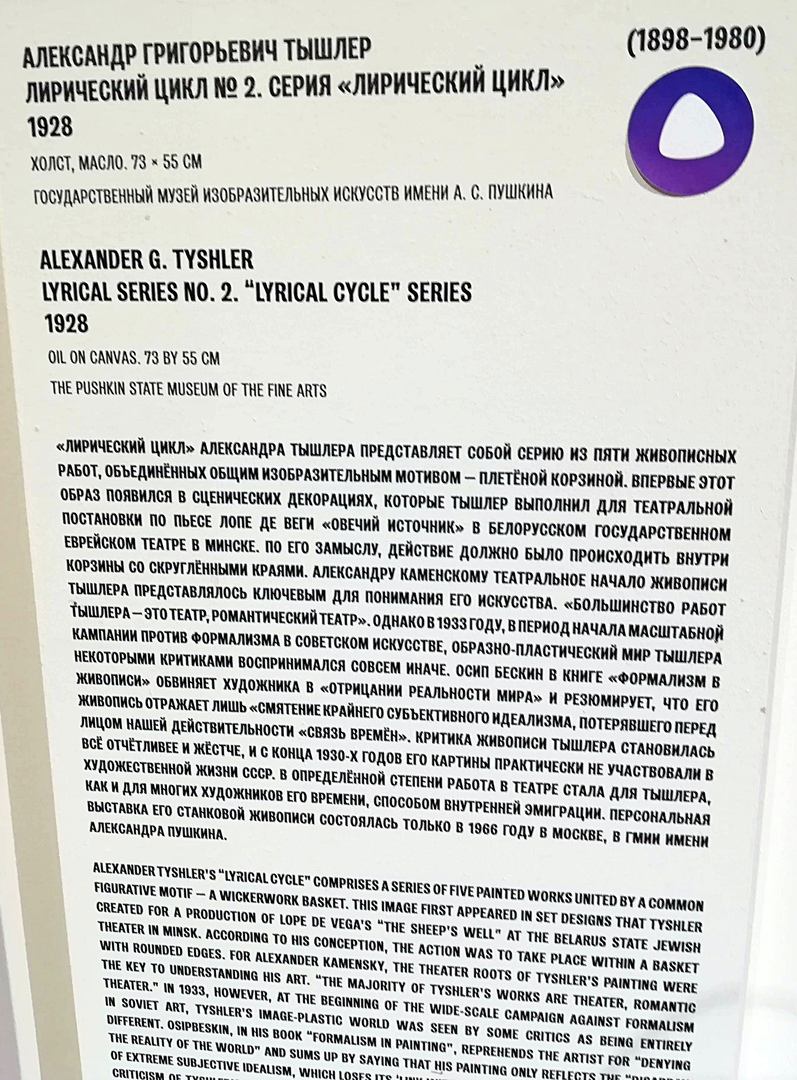 АЛЕКСАНДР ГРИГОРЬЕВИЧ ТЫШЛЕР (1898–1980)
ЛИРИЧЕСКИЙ ЦИКЛ № 2. СЕРИЯ «ЛИРИЧЕСКИЙ ЦИКЛ»
1928
ХОЛСТ, МАСЛО. 73 × 55 СМ
ГОСУДАРСТВЕННЫЙ МУЗЕЙ ИЗОБРАЗИТЕЛЬНЫХ ИСКУССТВ ИМЕНИ А. С. ПУШКИНА
ALEXANDER G. TYSHLER
LYRICAL SERIES NO. 2. “LYRICAL CYCLE” SERIES
1928
OIL ON CANVAS. 73 BY 55 CM
THE PUSHKIN STATE MUSEUM OF THE FINE ARTS
«ЛИРИЧЕСКИЙ ЦИКЛ» АЛЕКСАНДРА ТЫШЛЕРА ПРЕДСТАВЛЯЕТ СОБОЙ СЕРИЮ ИЗ ПЯТИ ЖИВОПИСНЫХ
РАБОТ, ОБЪЕДИНЁННЫХ ОБЩИМ ИЗОБРАЗИТЕЛЬНЫМ МОТИВОМ — ПЛЕТЁНОЙ КОРЗИНОЙ. ВПЕРВЫЕ ЭТОТ
ОБРАЗ ПОЯВИЛСЯ В СЦЕНИЧЕСКИХ ДЕКОРАЦИЯХ, КОТОРЫЕ ТЫШЛЕР ВЫПОЛНИЛ ДЛЯ ТЕАТРАЛЬНОЙ
ПОСТАНОВКИ ПО ПЬЕСЕ ЛОПЕ ДЕ ВЕГИ «ОВЕЧИЙ ИСТОЧНИК» В БЕЛОРУССКОМ ГОСУДАРСТВЕННОМ
ЕВРЕЙСКОМ ТЕАТРЕ В МИНСКЕ. ПО ЕГО ЗАМЫСЛУ, ДЕЙСТВИЕ ДОЛЖНО БЫЛО ПРОИСХОДИТЬ ВНУТРИ
КОРЗИНЫ СО СКРУГЛЁННЫМИ КРАЯМИ. АЛЕКСАНДРУ КАМЕНСКОМУ ТЕАТРАЛЬНОЕ НАЧАЛО ЖИВОПИСИ
ТЫШЛЕРА ПРЕДСТАВЛЯЛОСЬ КЛЮЧЕВЫМ ДЛЯ ПОНИМАНИЯ ЕГО ИСКУССТВА. «БОЛЬШИНСТВО РАБОТ
ТЫШЛЕРА — ЭТО ТЕАТР, РОМАНТИЧЕСКИЙ ТЕАТР». ОДНАКО В 1933 ГОДУ, В ПЕРИОД НАЧАЛА МАСШТАБНОЙ
КАМПАНИИ ПРОТИВ ФОРМАЛИЗМА В СОВЕТСКОМ ИСКУССТВЕ, ОБРАЗНО-ПЛАСТИЧЕСКИЙ МИР ТЫШЛЕРА
НЕКОТОРЫМИ КРИТИКАМИ ВОСПРИНИМАЛСЯ СОВСЕМ ИНАЧЕ. ОСИП БЕСКИН В КНИГЕ «ФОРМАЛИЗМ В
ЖИВОПИСИ» ОБВИНЯЕТ ХУДОЖНИКА В «ОТРИЦАНИИ РЕАЛЬНОСТИ МИРА» И РЕЗЮМИРУЕТ, ЧТО ЕГО
ЖИВОПИСЬ ОТРАЖАЕТ ЛИШЬ «СМЯТЕНИЕ КРАЙНЕГО СУБЪЕКТИВНОГО ИДЕАЛИЗМА, ПОТЕРЯВШЕГО ПЕРЕД
ЛИЦОМ НАШЕЙ ДЕЙСТВИТЕЛЬНОСТИ «СВЯЗЬ ВРЕМЁН». КРИТИКА ЖИВОПИСИ ТЫШЛЕРА СТАНОВИЛАСЬ
ВСЁ ОТЧЁТЛИВЕЕ И ЖЁСТЧЕ, И С КОНЦА 1930-Х ГОДОВ ЕГО КАРТИНЫ ПРАКТИЧЕСКИ НЕ УЧАСТВОВАЛИ В
ХУДОЖЕСТВЕННОЙ ЖИЗНИ СССР. В ОПРЕДЕЛЁННОЙ СТЕПЕНИ РАБОТА В ТЕАТРЕ СТАЛА ДЛЯ ТЫШЛЕРА,
КАК И ДЛЯ МНОГИХ ХУДОЖНИКОВ ЕГО ВРЕМЕНИ, СПОСОБОМ ВНУТРЕННЕЙ ЭМИГРАЦИИ. ПЕРСОНАЛЬНАЯ
ВЫСТАВКА ЕГО СТАНКОВОЙ ЖИВОПИСИ СОСТОЯЛАСЬ ТОЛЬКО В 1966 ГОДУ В МОСКВЕ, В ГМИИ ИМЕНИ
АЛЕКСАНДРА ПУШКИНА.
ALEXANDER TYSHLER'S “LYRICAL CYCLE” COMPRISES A SERIES OF FIVE PAINTED WORKS UNITED BY A COMMON
FIGURATIVE MOTIF — A WICKERWORK BASKET. THIS IMAGE FIRST APPEARED IN SET DESIGNS THAT TYSHLER
CREATED FOR A PRODUCTION OF LOPE DE VEGA'S “THE SHEEP'S WELL” AT THE BELARUS STATE JEWISH
THEATER IN MINSK. ACCORDING TO HIS CONCEPTION, THE ACTION WAS TO TAKE PLACE WITHIN A BASKET
WITH ROUNDED EDGES. FOR ALEXANDER KAMENSKY, THE THEATER ROOTS OF TYSHLER'S PAINTING WERE
THE KEY TO UNDERSTANDING HIS ART. “THE MAJORITY OF TYSHLER'S WORKS ARE THEATER, ROMANTIC
THEATER.” IN 1933, HOWEVER, AT THE BEGINNING OF THE WIDE-SCALE CAMPAIGN AGAINST FORMALISM
IN SOVIET ART, TYSHLER'S IMAGE-PLASTIC WORLD WAS SEEN BY SOME CRITICS AS BEING ENTIRELY
DIFFERENT. OSIPBESKIN, IN HIS BOOK “FORMALISM IN PAINTING”, REPREHENDS THE ARTIST FOR “DENYING
THE REALITY OF THE WORLD” AND SUMS UP BY SAYING THAT HIS PAINTING ONLY REFLECTS THE
OF EXTREME SUBJECTIVE IDEALISM, WHICH LOSES ITS
CRITICISM OF